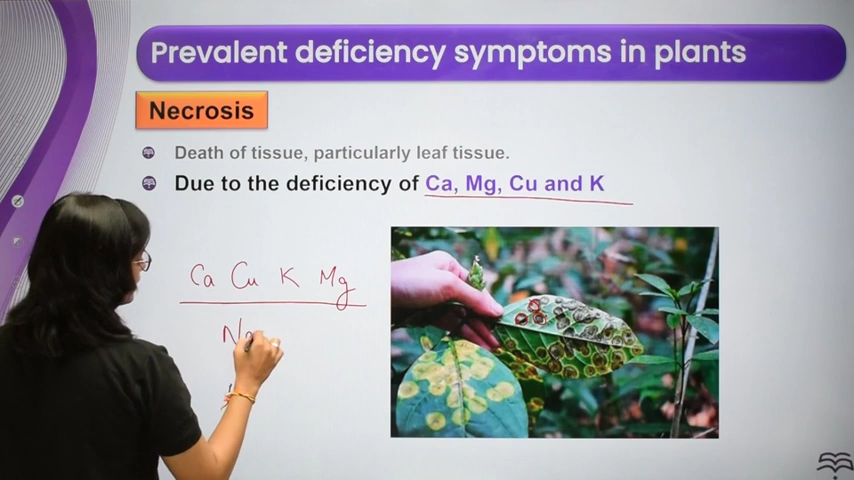 Prevalent deficiency symptoms in plants
Necrosis
Death of tissue, particularly leaf tissue.
Due to the deficiency of Ca, Mg, Cu and K
Ca Cu K Mg